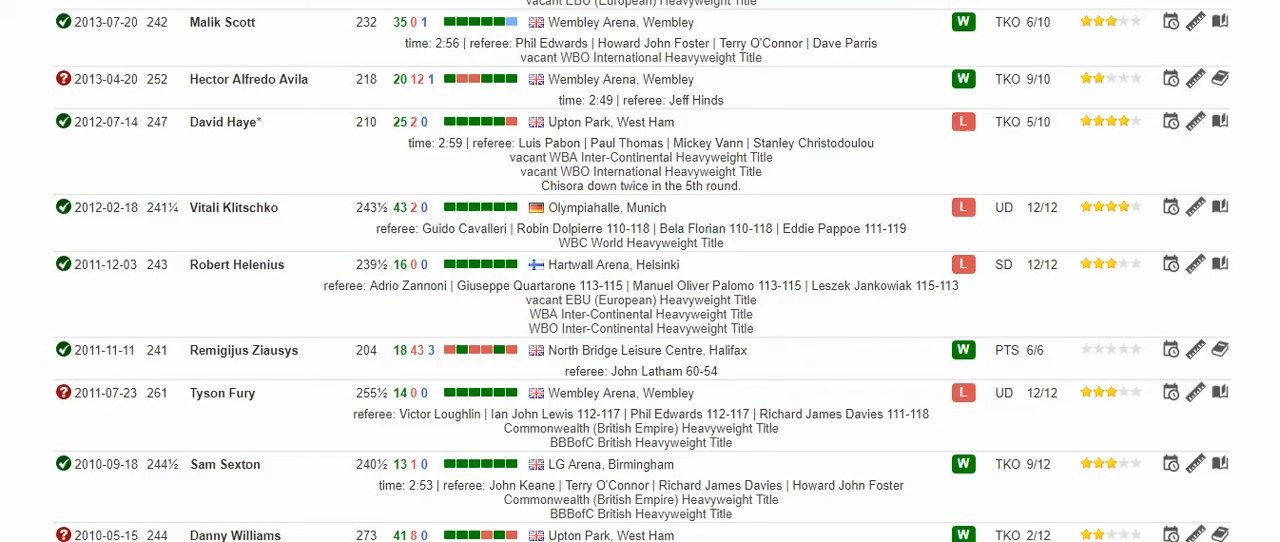 vacant EBU (European) Heavyweight Title
2013-07-20 242 Malik Scott 232 35 0 1 Wembley Arena, Wembley W TKO 6/10
time: 2:56 | referee: Phil Edwards | Howard John Foster | Terry O'Connor | Dave Parris
vacant WBO International Heavyweight Title
2013-04-20 252 Hector Alfredo Avila 218 20 12 1 Wembley Arena, Wembley W TKO 9/10
time: 2:49 | referee: Jeff Hinds
2012-07-14 247 David Haye* 210 25 2 0 Upton Park, West Ham L TKO 5/10
time: 2:59 | referee: Luis Pabon | Paul Thomas | Mickey Vann | Stanley Christodoulou
vacant WBA Inter-Continental Heavyweight Title
vacant WBO International Heavyweight Title
Chisora down twice in the 5th round.
2012-02-18 241¼ Vitali Klitschko 243½ 43 2 0 Olympiahalle, Munich L UD 12/12
referee: Guido Cavalleri | Robin Dolpierre 110-118 | Bela Florian 110-118 | Eddie Pappoe 111-119
WBC World Heavyweight Title
2011-12-03 243 Robert Helenius 239½ 16 0 0 Hartwall Arena, Helsinki L SD 12/12
referee: Adrio Zannoni | Giuseppe Quartarone 113-115 | Manuel Oliver Palomo 113-115 | Leszek Jankowiak 115-113
vacant EBU (European) Heavyweight Title
WBA Inter-Continental Heavyweight Title
WBO Inter-Continental Heavyweight Title
2011-11-11 241 Remigijus Ziausys 204 18 43 3 North Bridge Leisure Centre, Halifax W PTS 6/6
referee: John Latham 60-54
2011-07-23 261 Tyson Fury 255½ 14 0 0 Wembley Arena, Wembley L UD 12/12
referee: Victor Loughlin | Ian John Lewis 112-117 | Phil Edwards 112-117 | Richard James Davies 111-118
Commonwealth (British Empire) Heavyweight Title
BBBofC British Heavyweight Title
2010-09-18 244½ Sam Sexton 240½ 13 1 0 LG Arena, Birmingham W TKO 9/12
time: 2:53 | referee: John Keane | Terry O'Connor | Richard James Davies | Howard John Foster
Commonwealth (British Empire) Heavyweight Title
BBBofC British Heavyweight Title
2010-05-15 244 Danny Williams 273 41 8 0 Upton Park, West Ham W TKO 2/12